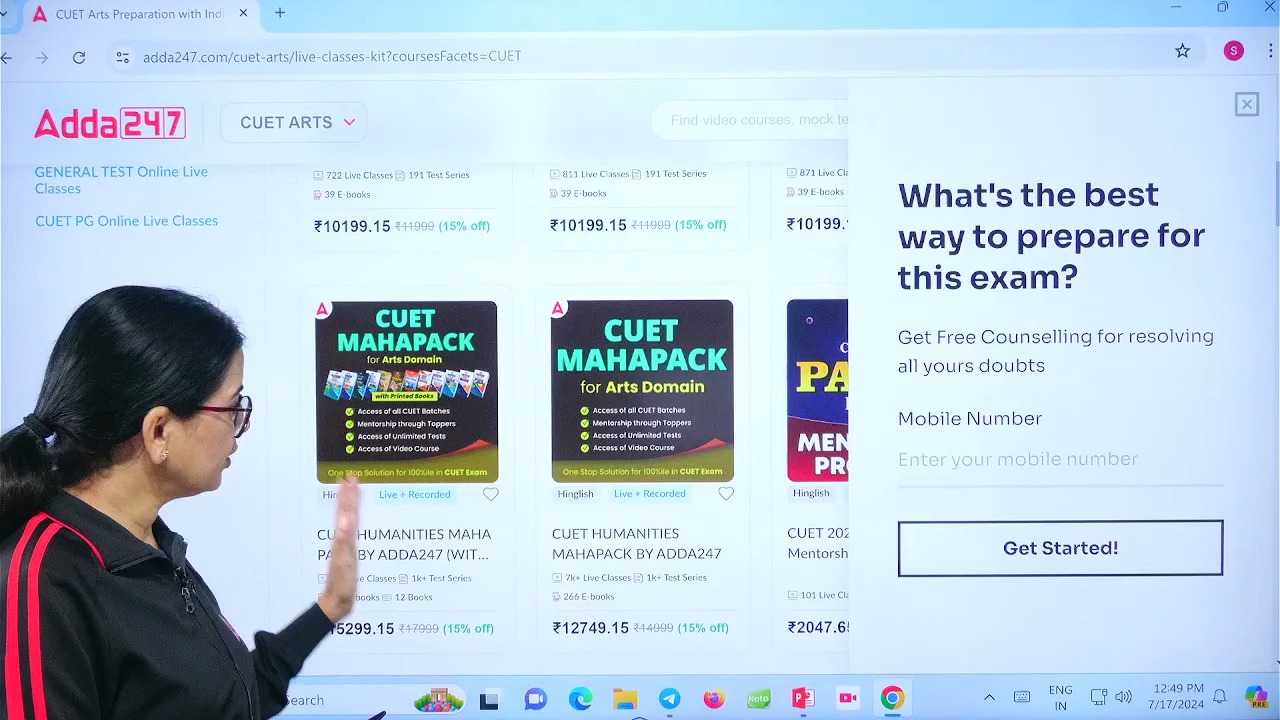 CUET Arts Preparation with Indi
adda247.com/cuet-arts/live-classes-kit?coursesFacets=CUET
S
Adda247
CUET ARTS
Find video courses, mock te
GENERAL TEST Online Live
Classes
CUET PG Online Live Classes
722 Live Classes 191 Test Series
39 E-books
₹10199.15 ₹11999 (15% off)
811 Live Classes 191 Test Series
39 E-books
₹10199.15 ₹11999 (15% off)
871 Live Cl
39 E-books
₹10199.
CUET
MAHAPACK
for Arts Domain
with Printed Books
Access of all CUET Batches
Mentorship through Toppers
Access of Unlimited Tests
Access of Video Course
One Stop Solution for 100%ile in CUET Exam
Live + Recorded
HUMANITIES MAHA
BY ADDA247 (WIT...
Classes 1k+ Test Series
books 12 Books
5299.15 ₹17999 (15% off)
CUET
MAHAPACK
for Arts Domain
Access of all CUET Batches
Mentorship through Toppers
Access of Unlimited Tests
Access of Video Course
One Stop Solution for 100%ile in CUET Exam
Hinglish Live + Recorded
CUET HUMANITIES
MAHAPACK BY ADDA247
7k+ Live Classes 1k+ Test Series
266 E-books
₹12749.15 ₹14999 (15% off)
PA
MEN
PR
Hinglish
CUET 202
Mentorsh
101 Live Cla
₹2047.65
What's the best
way to prepare for
this exam?
Get Free Counselling for resolving
all yours doubts
Mobile Number
Enter your mobile number
Get Started!
Search
Note
PRE
ENG
IN
12:49 PM
7/17/2024